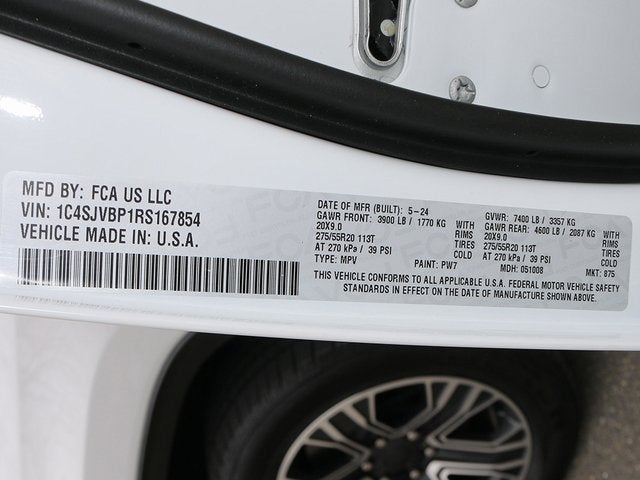 MFD BY: FCA US LLC
VIN: 1C4SJVBP1RS167854
VEHICLE MADE IN: U.S.A.
DATE OF MFR (BUILT): 5-24
GAWR FRONT: 3900 LB / 1770 KG WITH
20X9.0 RIMS
275/55R20 113T TIRES
AT 270 kPa / 39 PSI COLD
TYPE: MPV PAINT: PW7
GVWR: 7400 LB / 3357 KG
GAWR REAR: 4600 LB / 2087 KG WITH
20X9.0 RIMS
275/55R20 113T TIRES
AT 270 kPa / 39 PSI COLD
MDH: 051008 MKT: 875
THIS VEHICLE CONFORMS TO ALL APPLICABLE U.S.A. FEDERAL MOTOR VEHICLE SAFETY
STANDARDS IN EFFECT ON THE DATE OF MANUFACTURE SHOWN ABOVE.